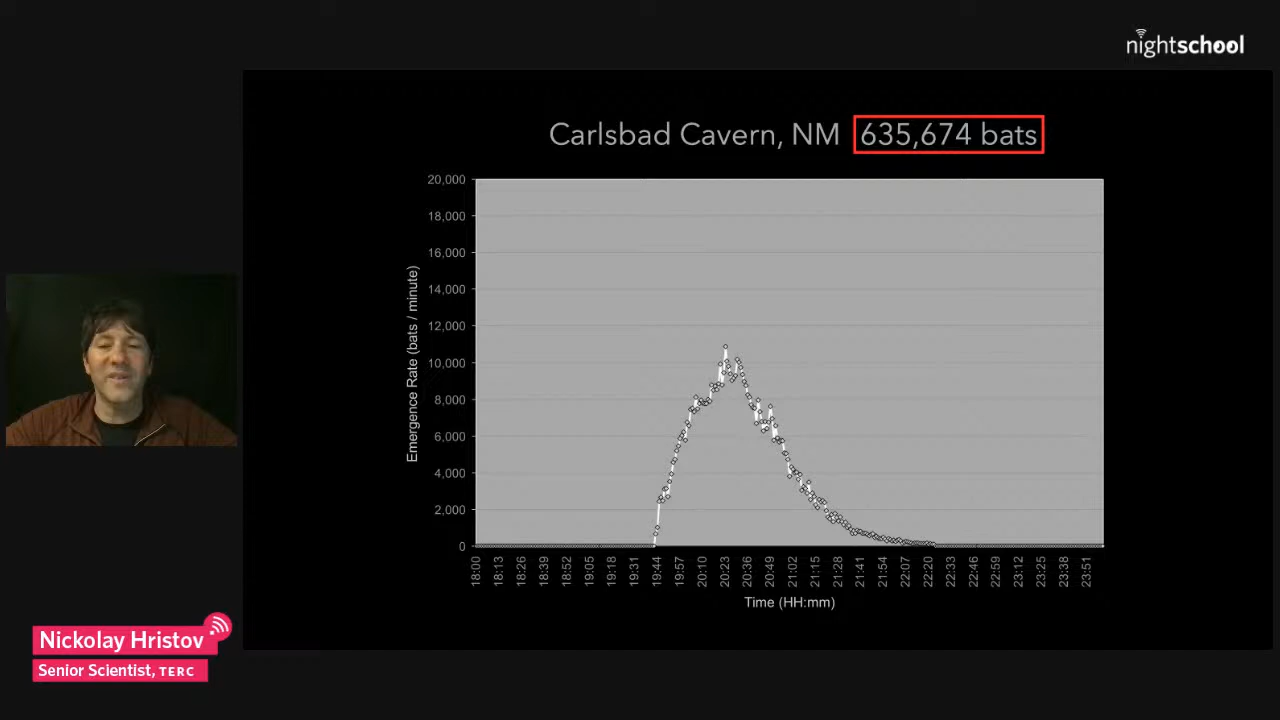 nightschool
Carlsbad Cavern, NM 635,674 bats
20,000
18,000
16,000
14,000
12,000
10,000
8,000
6,000
4,000
2,000
0
Emergence Rate (bats / minute)
18:00 18:13 18:26 18:39 18:52 19:05 19:18 19:31 19:44 19:57 20:10 20:23 20:36 20:49 21:02 21:15 21:28 21:41 21:54 22:07 22:20 22:33 22:46 22:59 23:12 23:25 23:38 23:51
Time (HH:mm)
Nickolay Hristov
Senior Scientist, TERC